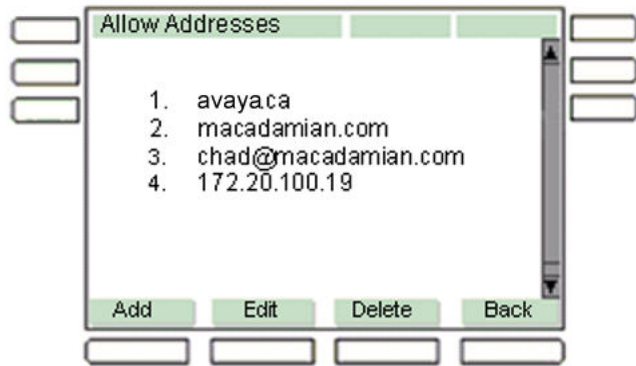 Allow Addresses
1. avaya.ca
2. macadamian.com
3. chad@macadamian.com
4. 172.20.100.19
Add Edit Delete Back